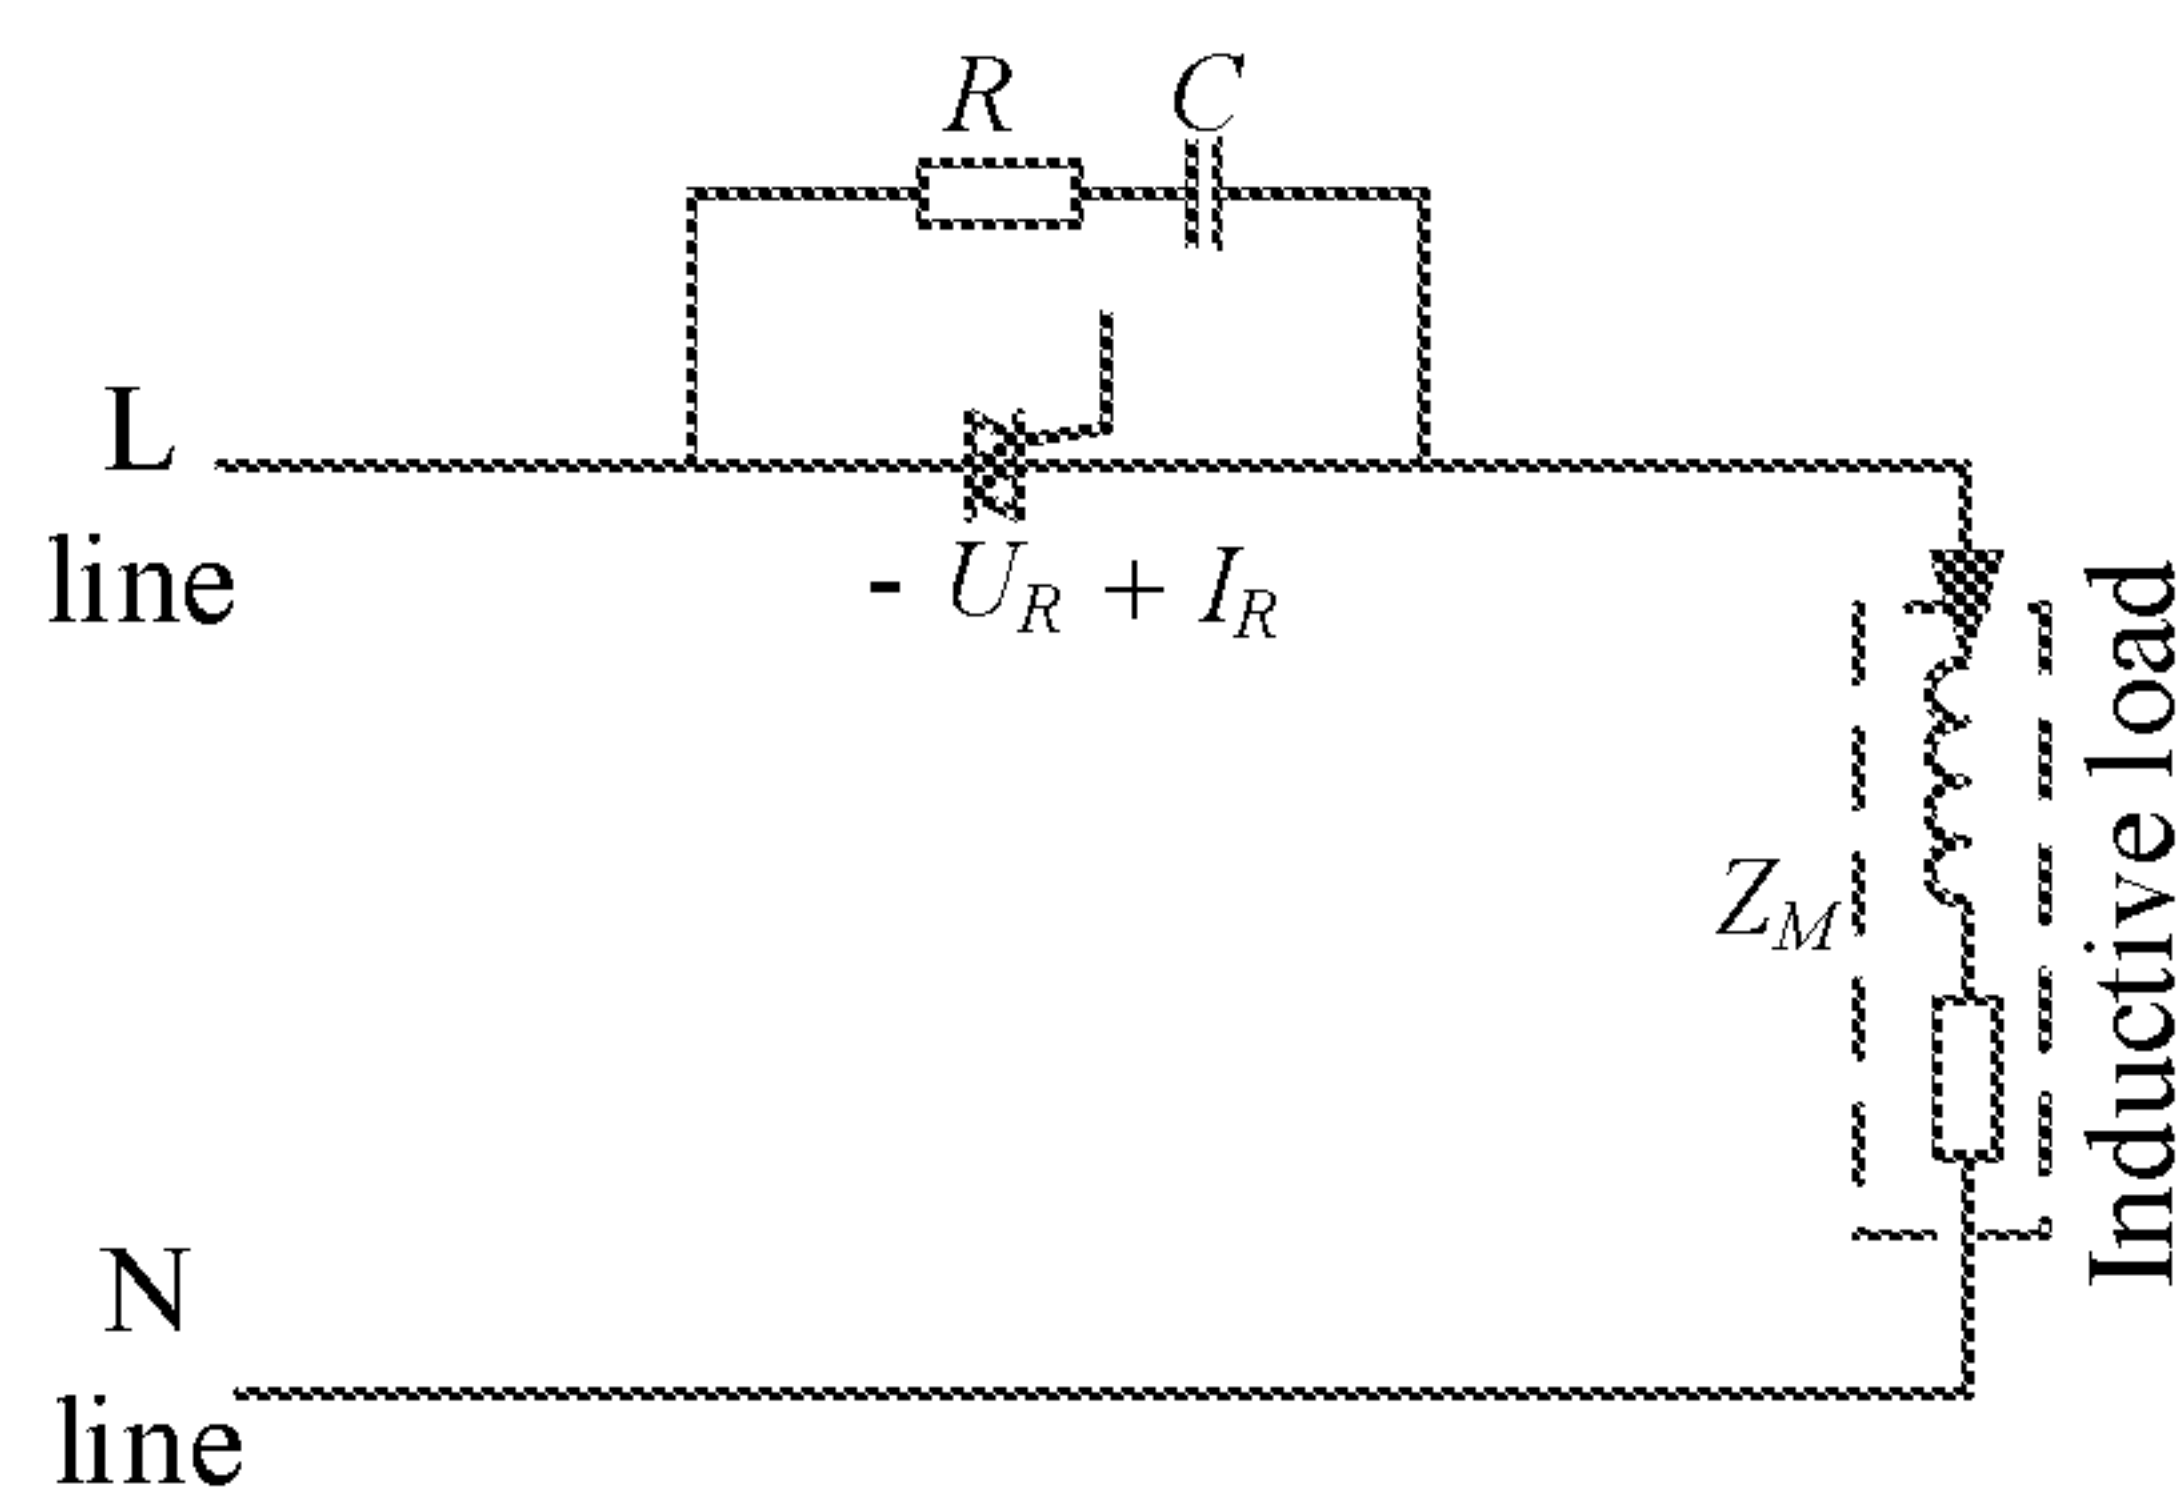 R
C
L
line
- U_R + I_R
Z_M
Inductive load
N
line